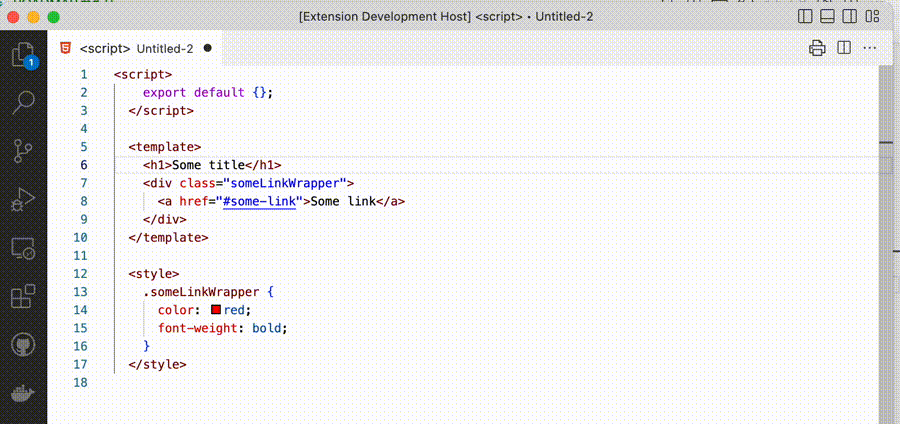 [Extension Development Host] <script> • Untitled-2
<script> Untitled-2 ●
1
1 <script>
2 export default {};
3 </script>
4
5 <template>
6 <h1>Some title</h1>
7 <div class="someLinkWrapper">
8 <a href="#some-link">Some link</a>
9 </div>
10 </template>
11
12 <style>
13 .someLinkWrapper {
14 color: red;
15 font-weight: bold;
16 }
17 </style>
18